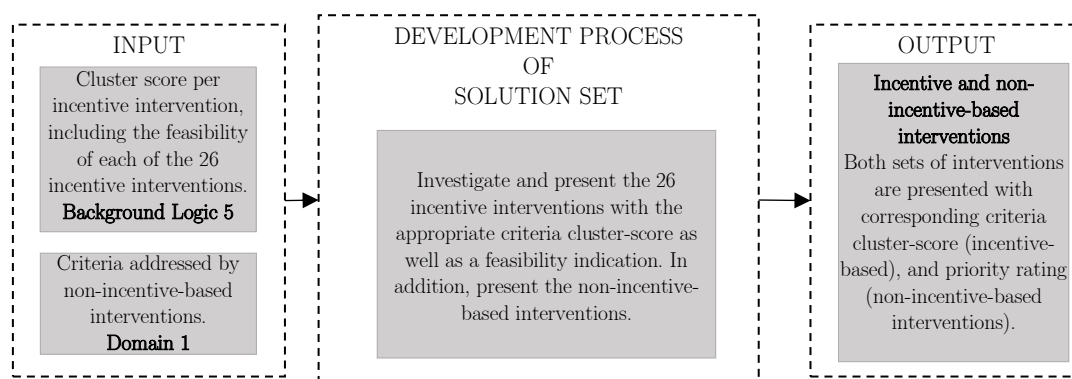 INPUT
Cluster score per
incentive intervention,
including the feasibility
of each of the 26
incentive interventions.
Background Logic 5
Criteria addressed by
non-incentive-based
interventions.
Domain 1
DEVELOPMENT PROCESS
OF
SOLUTION SET
Investigate and present the 26
incentive interventions with the
appropriate criteria cluster-score as
well as a feasibility indication. In
addition, present the non-incentive-
based interventions.
OUTPUT
Incentive and non-
incentive-based
interventions
Both sets of interventions
are presented with
corresponding criteria
cluster-score (incentive-
based), and priority rating
(non-incentive-based
interventions).